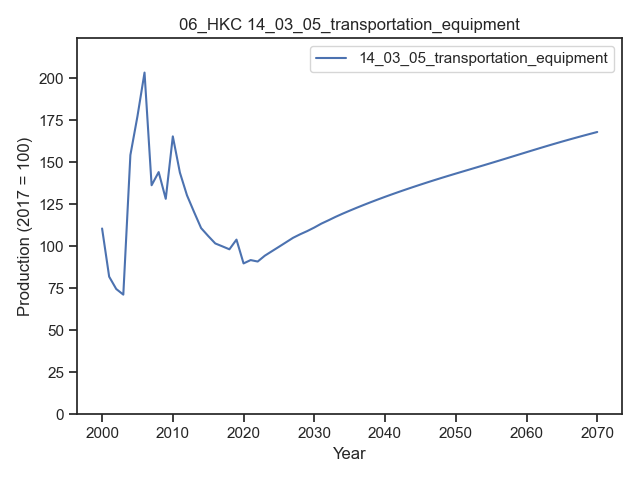 06_HKC 14_03_05_transportation_equipment
14_03_05_transportation_equipment
Production (2017 = 100)
200
175
150
125
100
75
50
25
0
2000 2010 2020 2030 2040 2050 2060 2070
Year